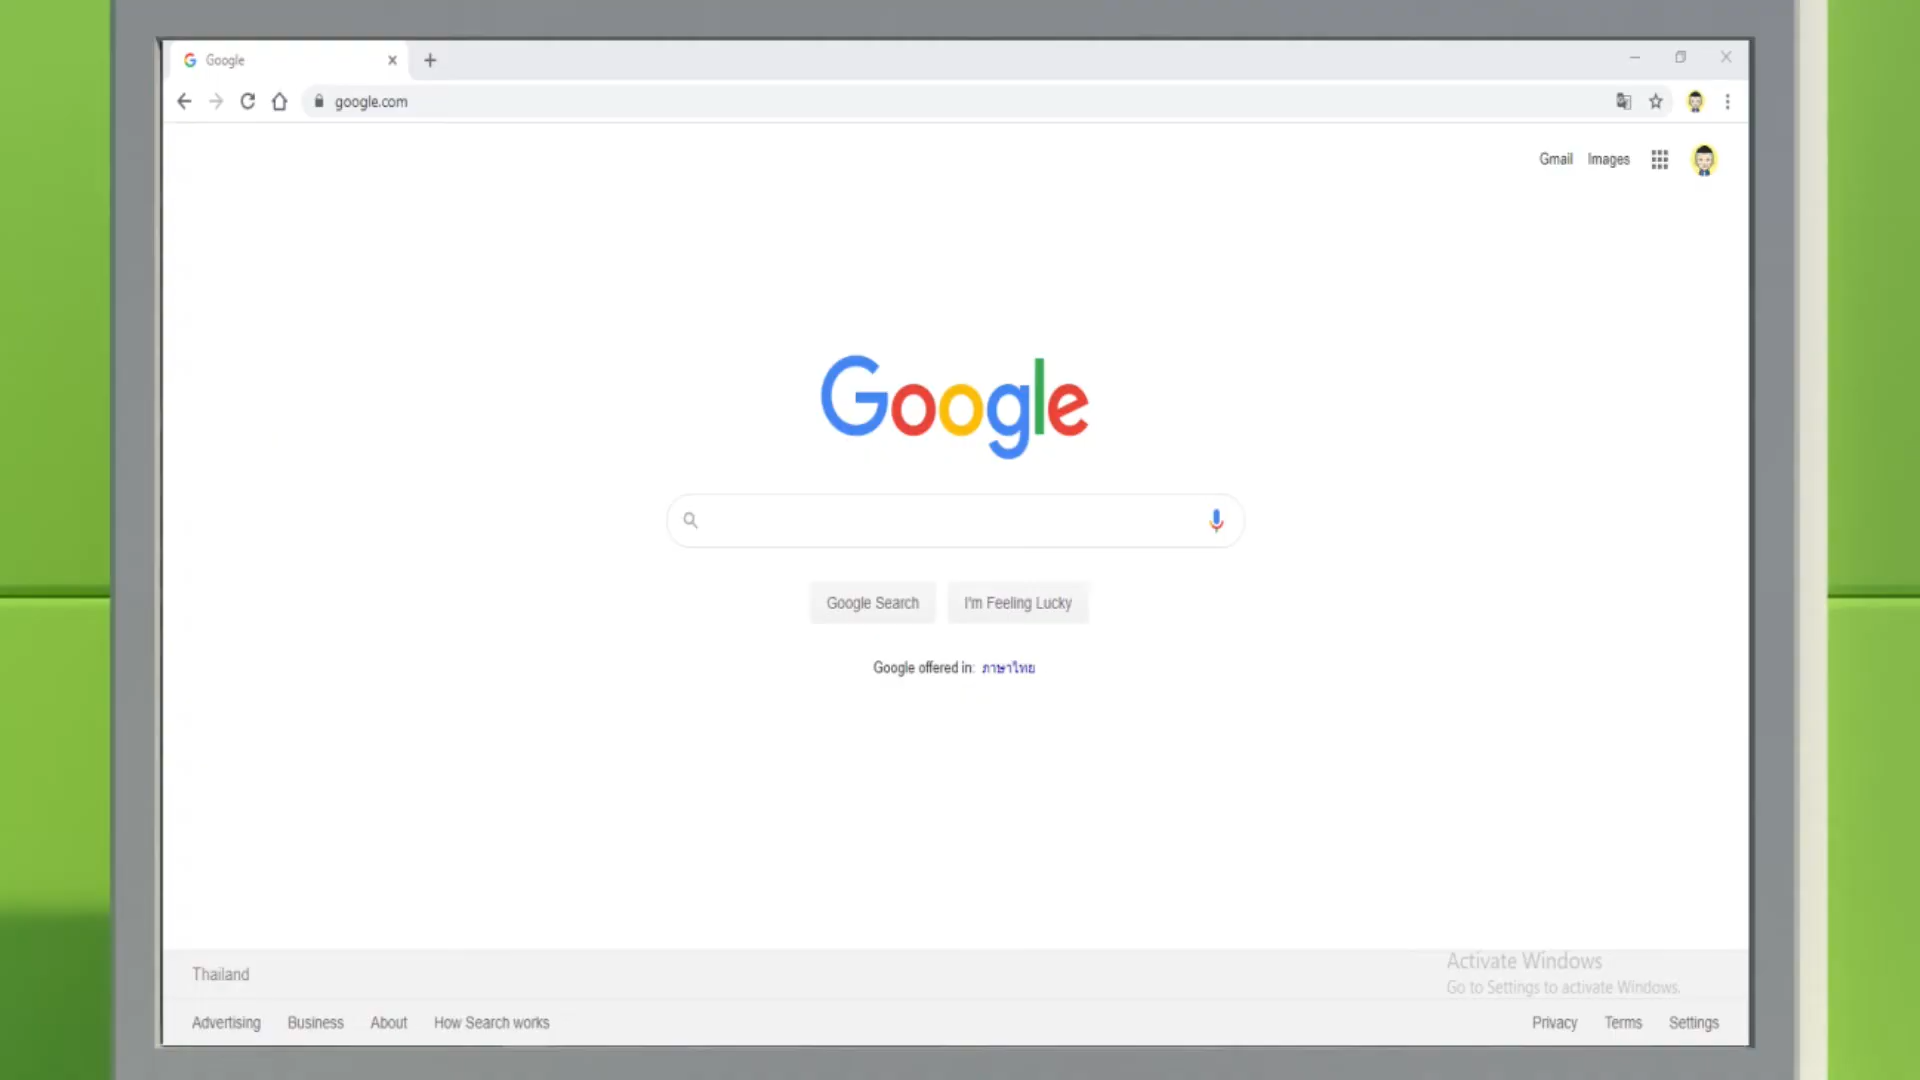 Google
google.com
Gmail Images
Google
Google Search I'm Feeling Lucky
Google offered in: ภาษาไทย
Thailand
Activate Windows
Go to Settings to activate Windows.
Advertising Business About How Search works Privacy Terms Settings